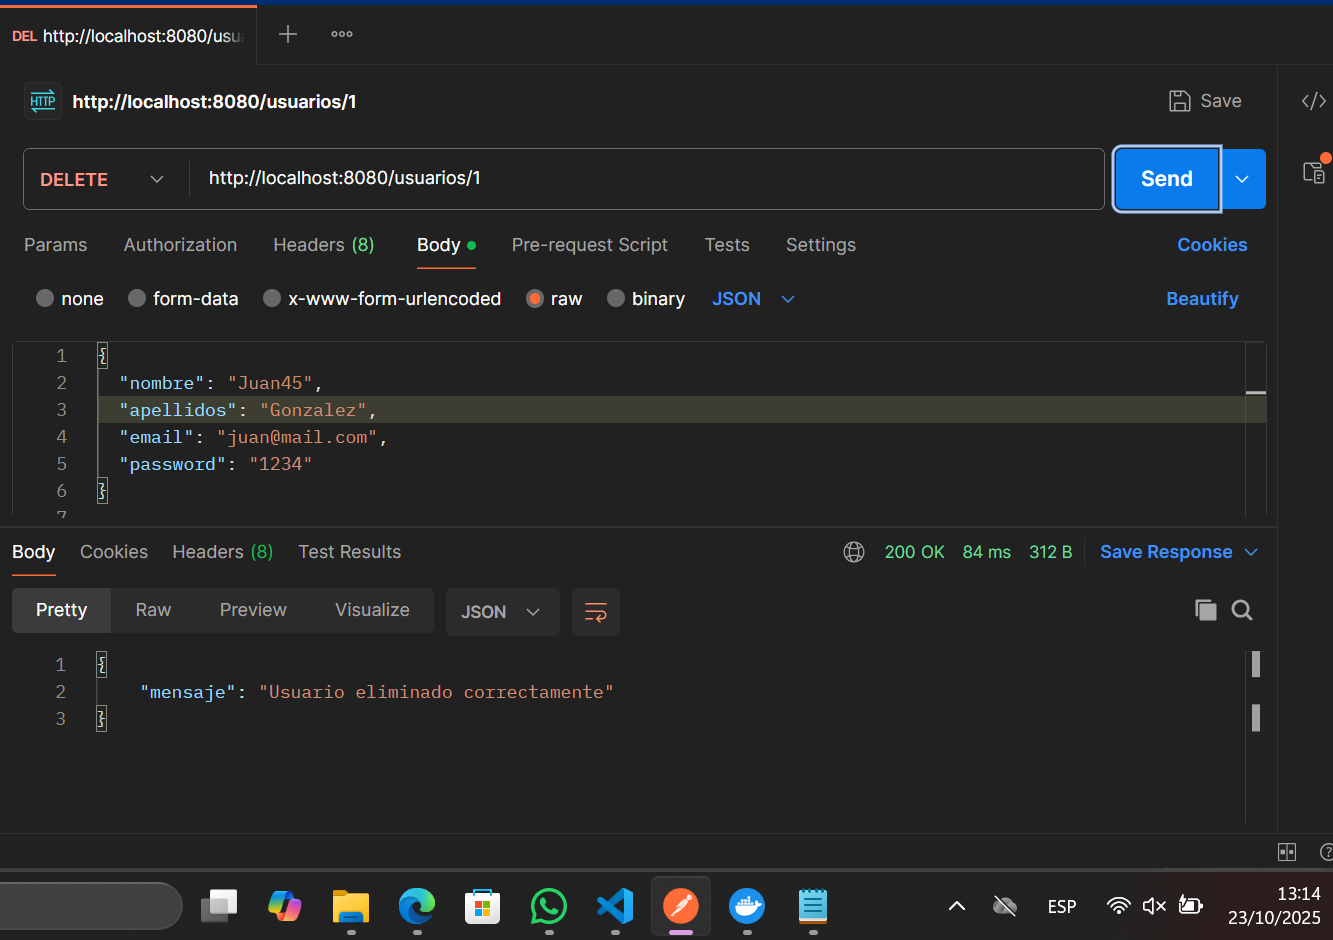 DEL http://localhost:8080/usu
http://localhost:8080/usuarios/1
Save
DELETE
http://localhost:8080/usuarios/1
Send
Params Authorization Headers (8) Body Pre-request Script Tests Settings Cookies
none form-data x-www-form-urlencoded raw binary JSON Beautify
1 {
2 "nombre": "Juan45",
3 "apellidos": "Gonzalez",
4 "email": "juan@mail.com",
5 "password": "1234"
6 }
7
Body Cookies Headers (8) Test Results 200 OK 84 ms 312 B Save Response
Pretty Raw Preview Visualize JSON
1 {
2 "mensaje": "Usuario eliminado correctamente"
3 }
ESP
13:14
23/10/2025